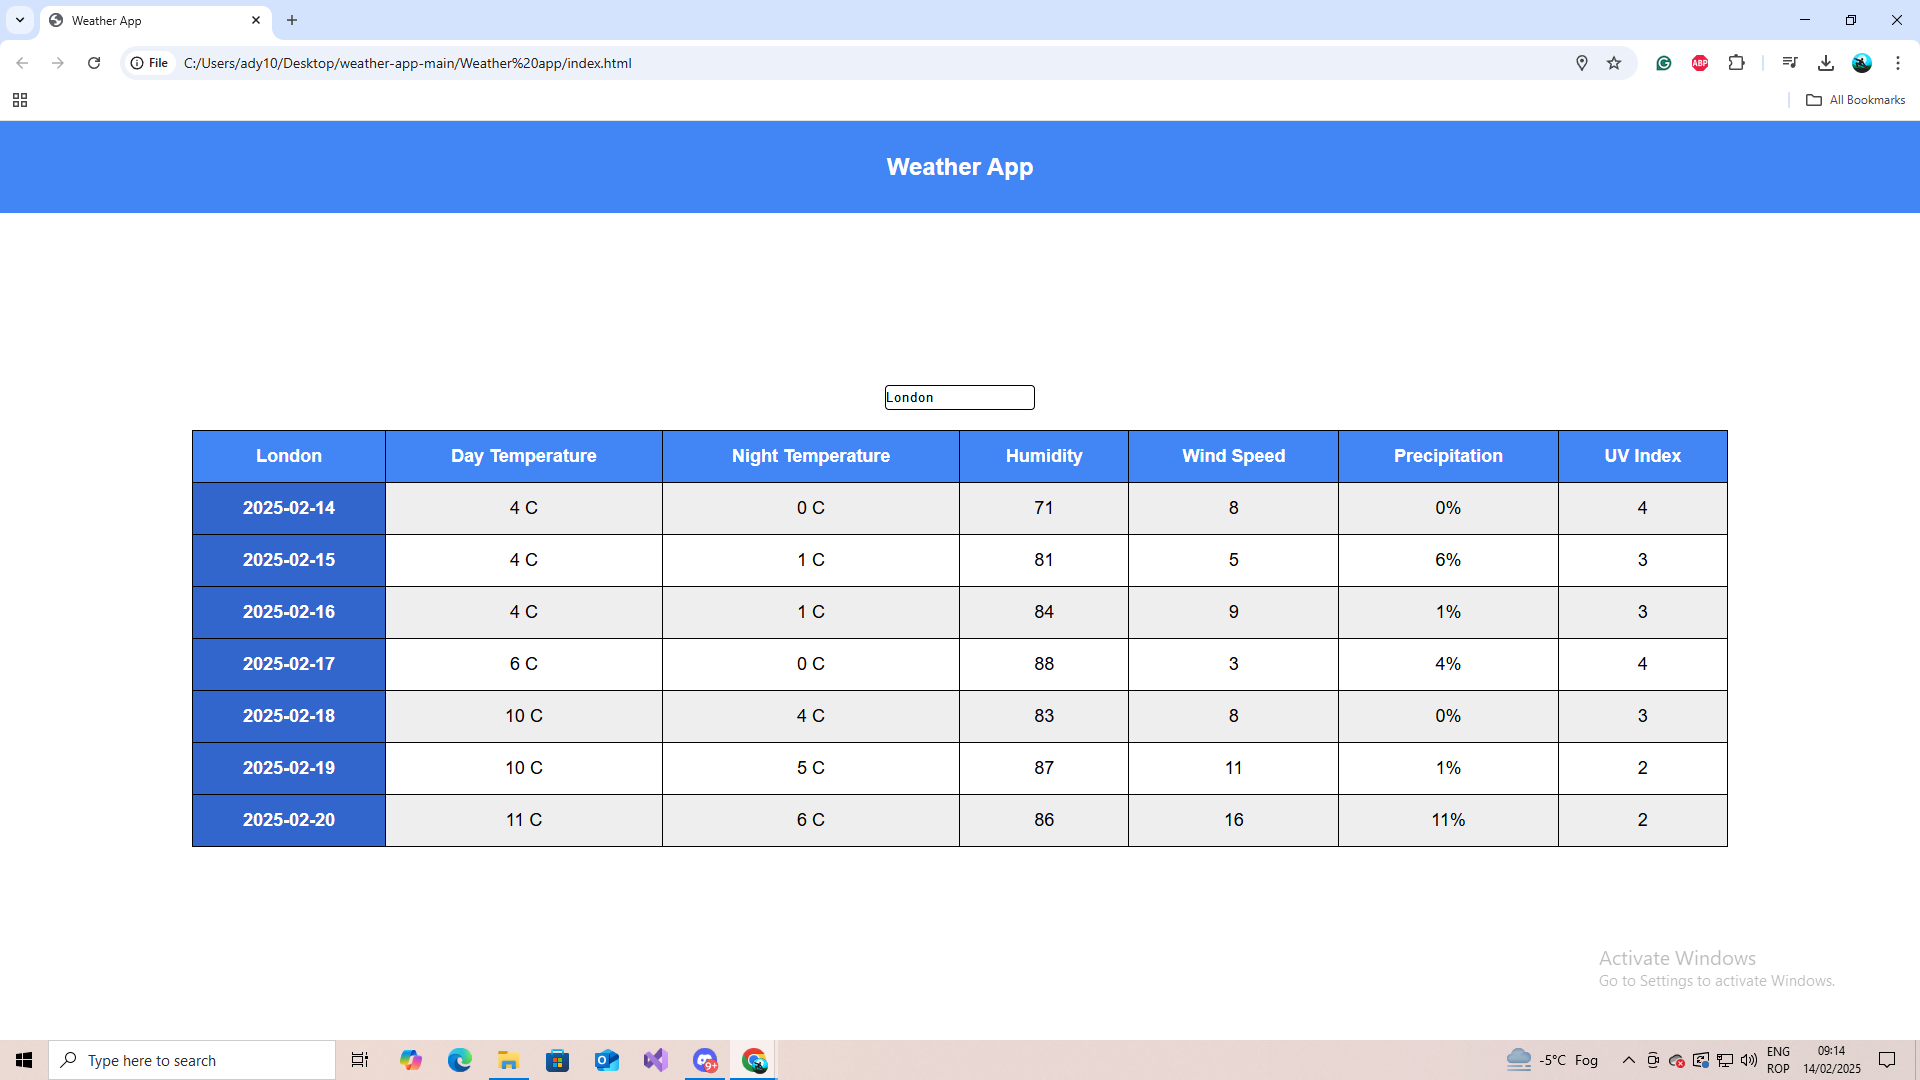 Weather App
File C:/Users/ady10/Desktop/weather-app-main/Weather%20app/index.html
ABP
All Bookmarks
Weather App
London
London Day Temperature Night Temperature Humidity Wind Speed Precipitation UV Index
2025-02-14 4 C 0 C 71 8 0% 4
2025-02-15 4 C 1 C 81 5 6% 3
2025-02-16 4 C 1 C 84 9 1% 3
2025-02-17 6 C 0 C 88 3 4% 4
2025-02-18 10 C 4 C 83 8 0% 3
2025-02-19 10 C 5 C 87 11 1% 2
2025-02-20 11 C 6 C 86 16 11% 2
Activate Windows
Go to Settings to activate Windows.
Type here to search
9+
-5°C Fog
ENG
ROP
09:14
14/02/2025